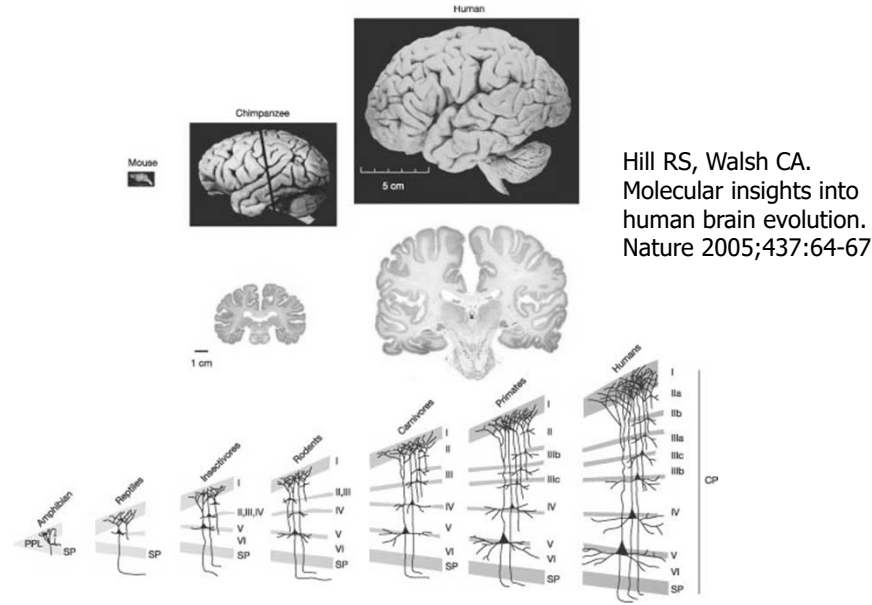 Human
Chimpanzee
Mouse
5 cm
Hill RS, Walsh CA.
Molecular insights into
human brain evolution.
Nature 2005;437:64-67
1 cm
Amphibian
PPL
SP
Reptiles
SP
Insectivores
I
II,III,IV
V
VI
SP
Rodents
I
II,III
IV
V
VI
SP
Carnivores
I
II
III
IV
V
VI
SP
Primates
I
II
IIIb
IIIc
IV
V
VI
SP
Humans
I
IIa
IIb
IIIa
IIIc
IIIb
IV
V
VI
SP
CP